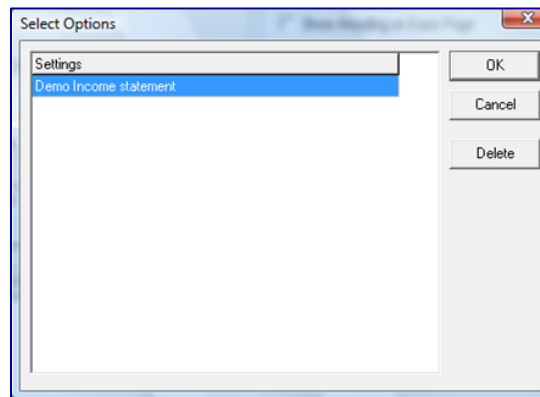 Select Options
Settings
Demo Income statement
OK
Cancel
Delete